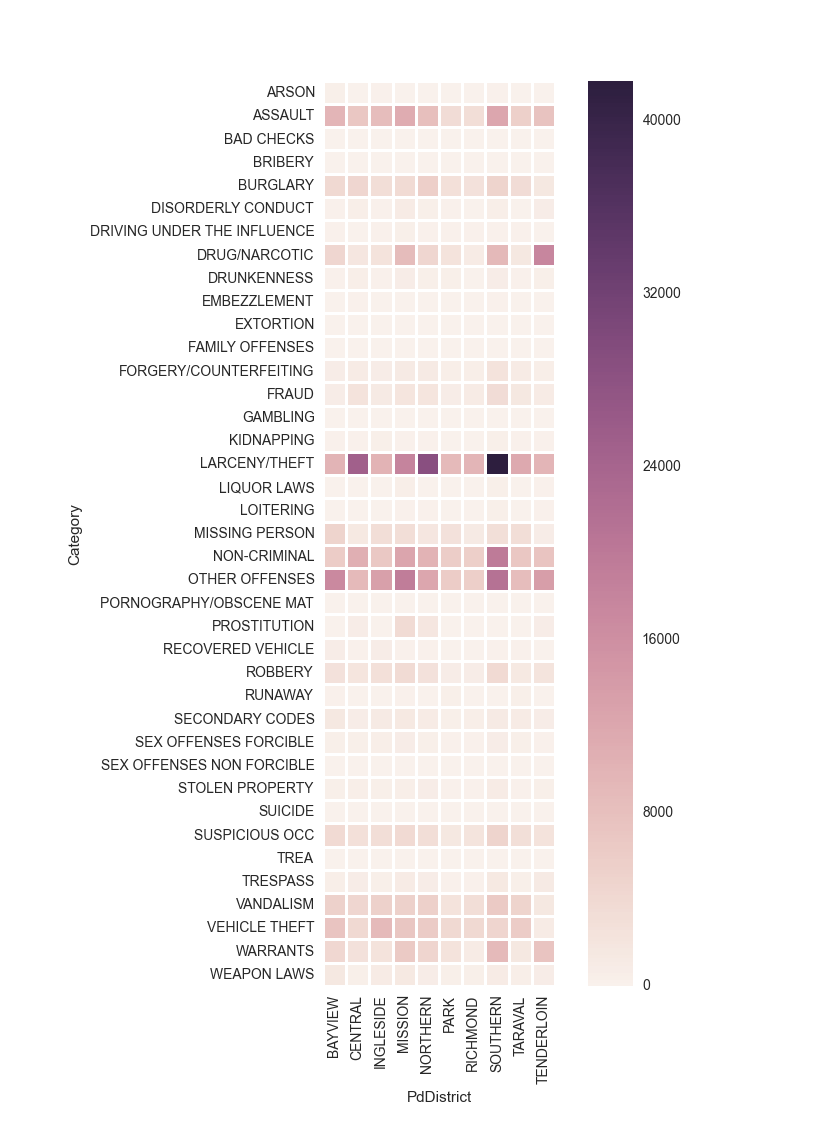 ARSON
ASSAULT
BAD CHECKS
BRIBERY
BURGLARY
DISORDERLY CONDUCT
DRIVING UNDER THE INFLUENCE
DRUG/NARCOTIC
DRUNKENNESS
EMBEZZLEMENT
EXTORTION
FAMILY OFFENSES
FORGERY/COUNTERFEITING
FRAUD
GAMBLING
KIDNAPPING
LARCENY/THEFT
LIQUOR LAWS
LOITERING
MISSING PERSON
NON-CRIMINAL
OTHER OFFENSES
PORNOGRAPHY/OBSCENE MAT
PROSTITUTION
RECOVERED VEHICLE
ROBBERY
RUNAWAY
SECONDARY CODES
SEX OFFENSES FORCIBLE
SEX OFFENSES NON FORCIBLE
STOLEN PROPERTY
SUICIDE
SUSPICIOUS OCC
TREA
TRESPASS
VANDALISM
VEHICLE THEFT
WARRANTS
WEAPON LAWS
Category
BAYVIEW
CENTRAL
INGLESIDE
MISSION
NORTHERN
PARK
RICHMOND
SOUTHERN
TARAVAL
TENDERLOIN
PdDistrict
40000
32000
24000
16000
8000
0